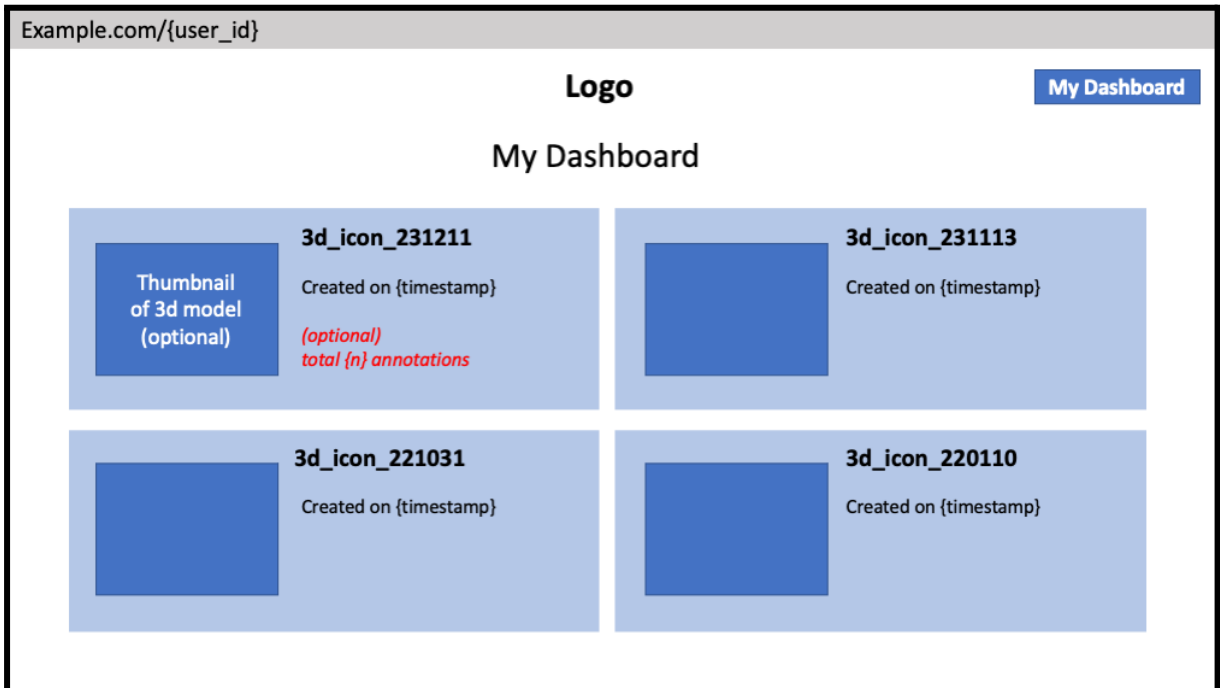 Example.com/{user_id}
Logo
My Dashboard
My Dashboard
3d_icon_231211
Thumbnail
of 3d model
(optional)
Created on {timestamp}
(optional)
total {n} annotations
3d_icon_231113
Created on {timestamp}
3d_icon_221031
Created on {timestamp}
3d_icon_220110
Created on {timestamp}